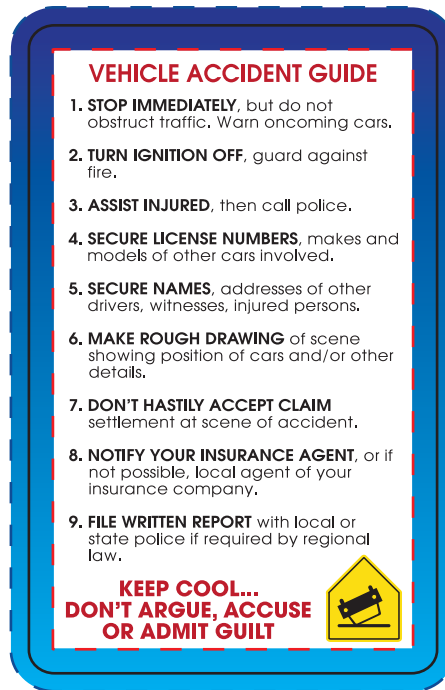 VEHICLE ACCIDENT GUIDE
1. STOP IMMEDIATELY, but do not
obstruct traffic. Warn oncoming cars.
2. TURN IGNITION OFF, guard against
fire.
3. ASSIST INJURED, then call police.
4. SECURE LICENSE NUMBERS, makes and
models of other cars involved.
5. SECURE NAMES, addresses of other
drivers, witnesses, injured persons.
6. MAKE ROUGH DRAWING of scene
showing position of cars and/or other
details.
7. DON'T HASTILY ACCEPT CLAIM
settlement at scene of accident.
8. NOTIFY YOUR INSURANCE AGENT, or if
not possible, local agent of your
insurance company.
9. FILE WRITTEN REPORT with local or
state police if required by regional
law.
KEEP COOL...
DON'T ARGUE, ACCUSE
OR ADMIT GUILT